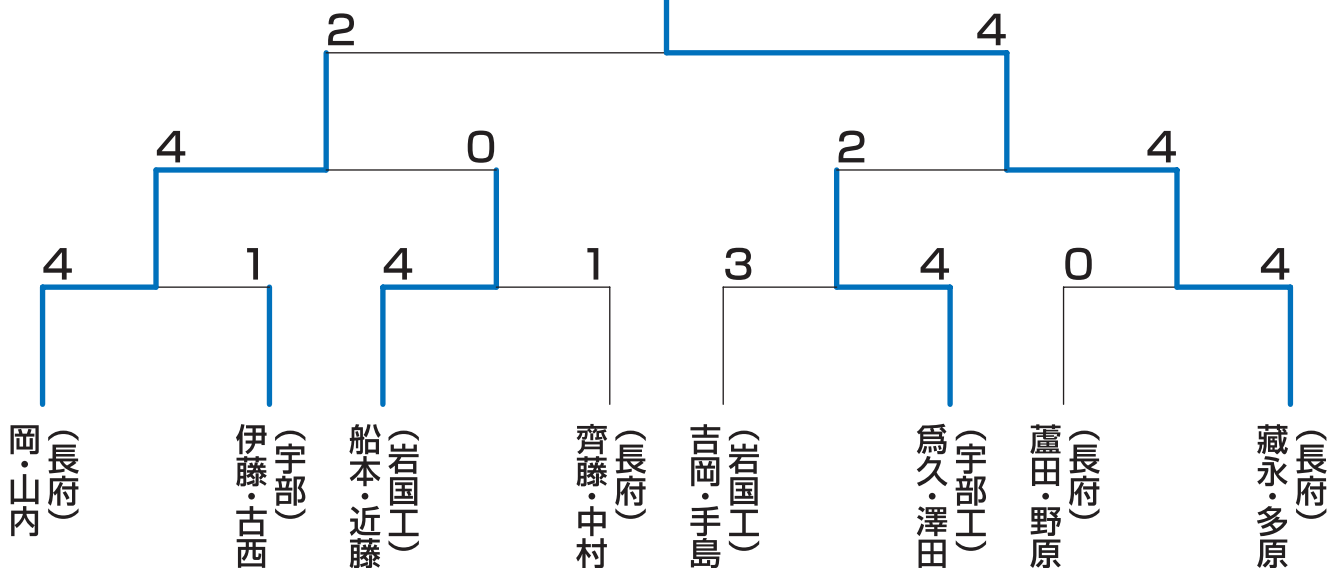 2
4
4
0
2
4
4
1
4
1
3
4
0
4
岡・山内
（長府）
伊藤・古西
（宇部）
船本・近藤
（岩国工）
齊藤・中村
（長府）
吉岡・手島
（岩国工）
爲久・澤田
（宇部工）
蘆田・野原
（長府）
藏永・多原
（長府）